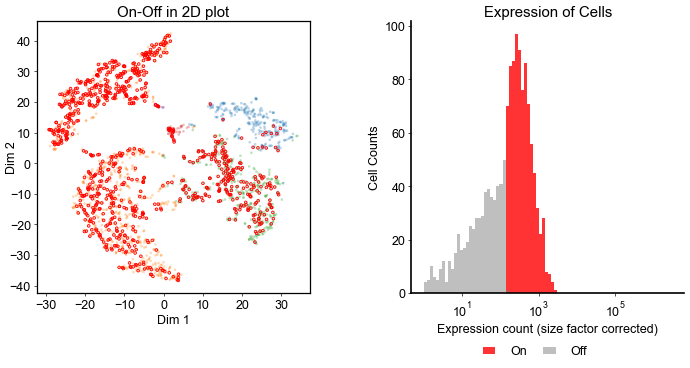 On-Off in 2D plot
Dim 2
40
30
20
10
0
−10
−20
−30
−40
−30 −20 −10 0 10 20 30
Dim 1
Expression of Cells
Cell Counts
100
80
60
40
20
0
10^1 10^3 10^5
Expression count (size factor corrected)
On Off